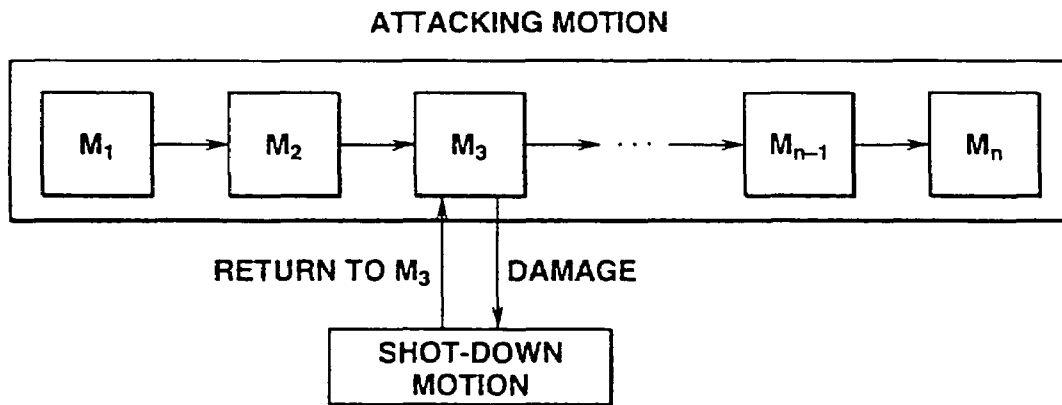 ATTACKING MOTION
M₁ M₂ M₃ ··· Mₙ₋₁ Mₙ
RETURN TO M₃ DAMAGE
SHOT-DOWN
MOTION